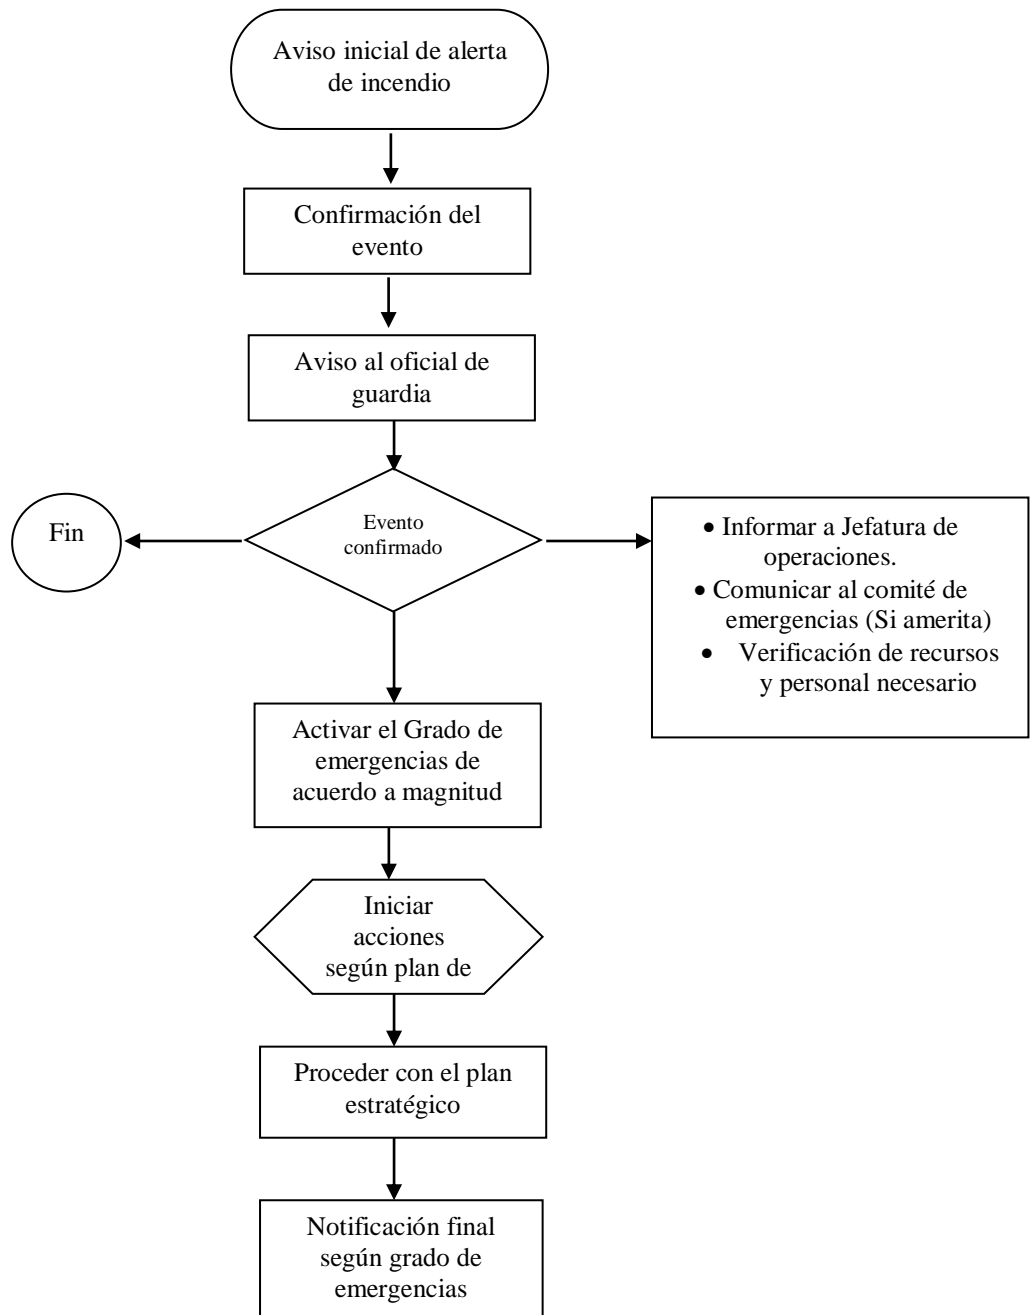 Aviso inicial de alerta
de incendio
Confirmación del
evento
Aviso al oficial de
guardia
Fin
Evento
confirmado
• Informar a Jefatura de
operaciones.
• Comunicar al comité de
emergencias (Si amerita)
• Verificación de recursos
y personal necesario
Activar el Grado de
emergencias de
acuerdo a magnitud
Iniciar
acciones
según plan de
Proceder con el plan
estratégico
Notificación final
según grado de
emergencias